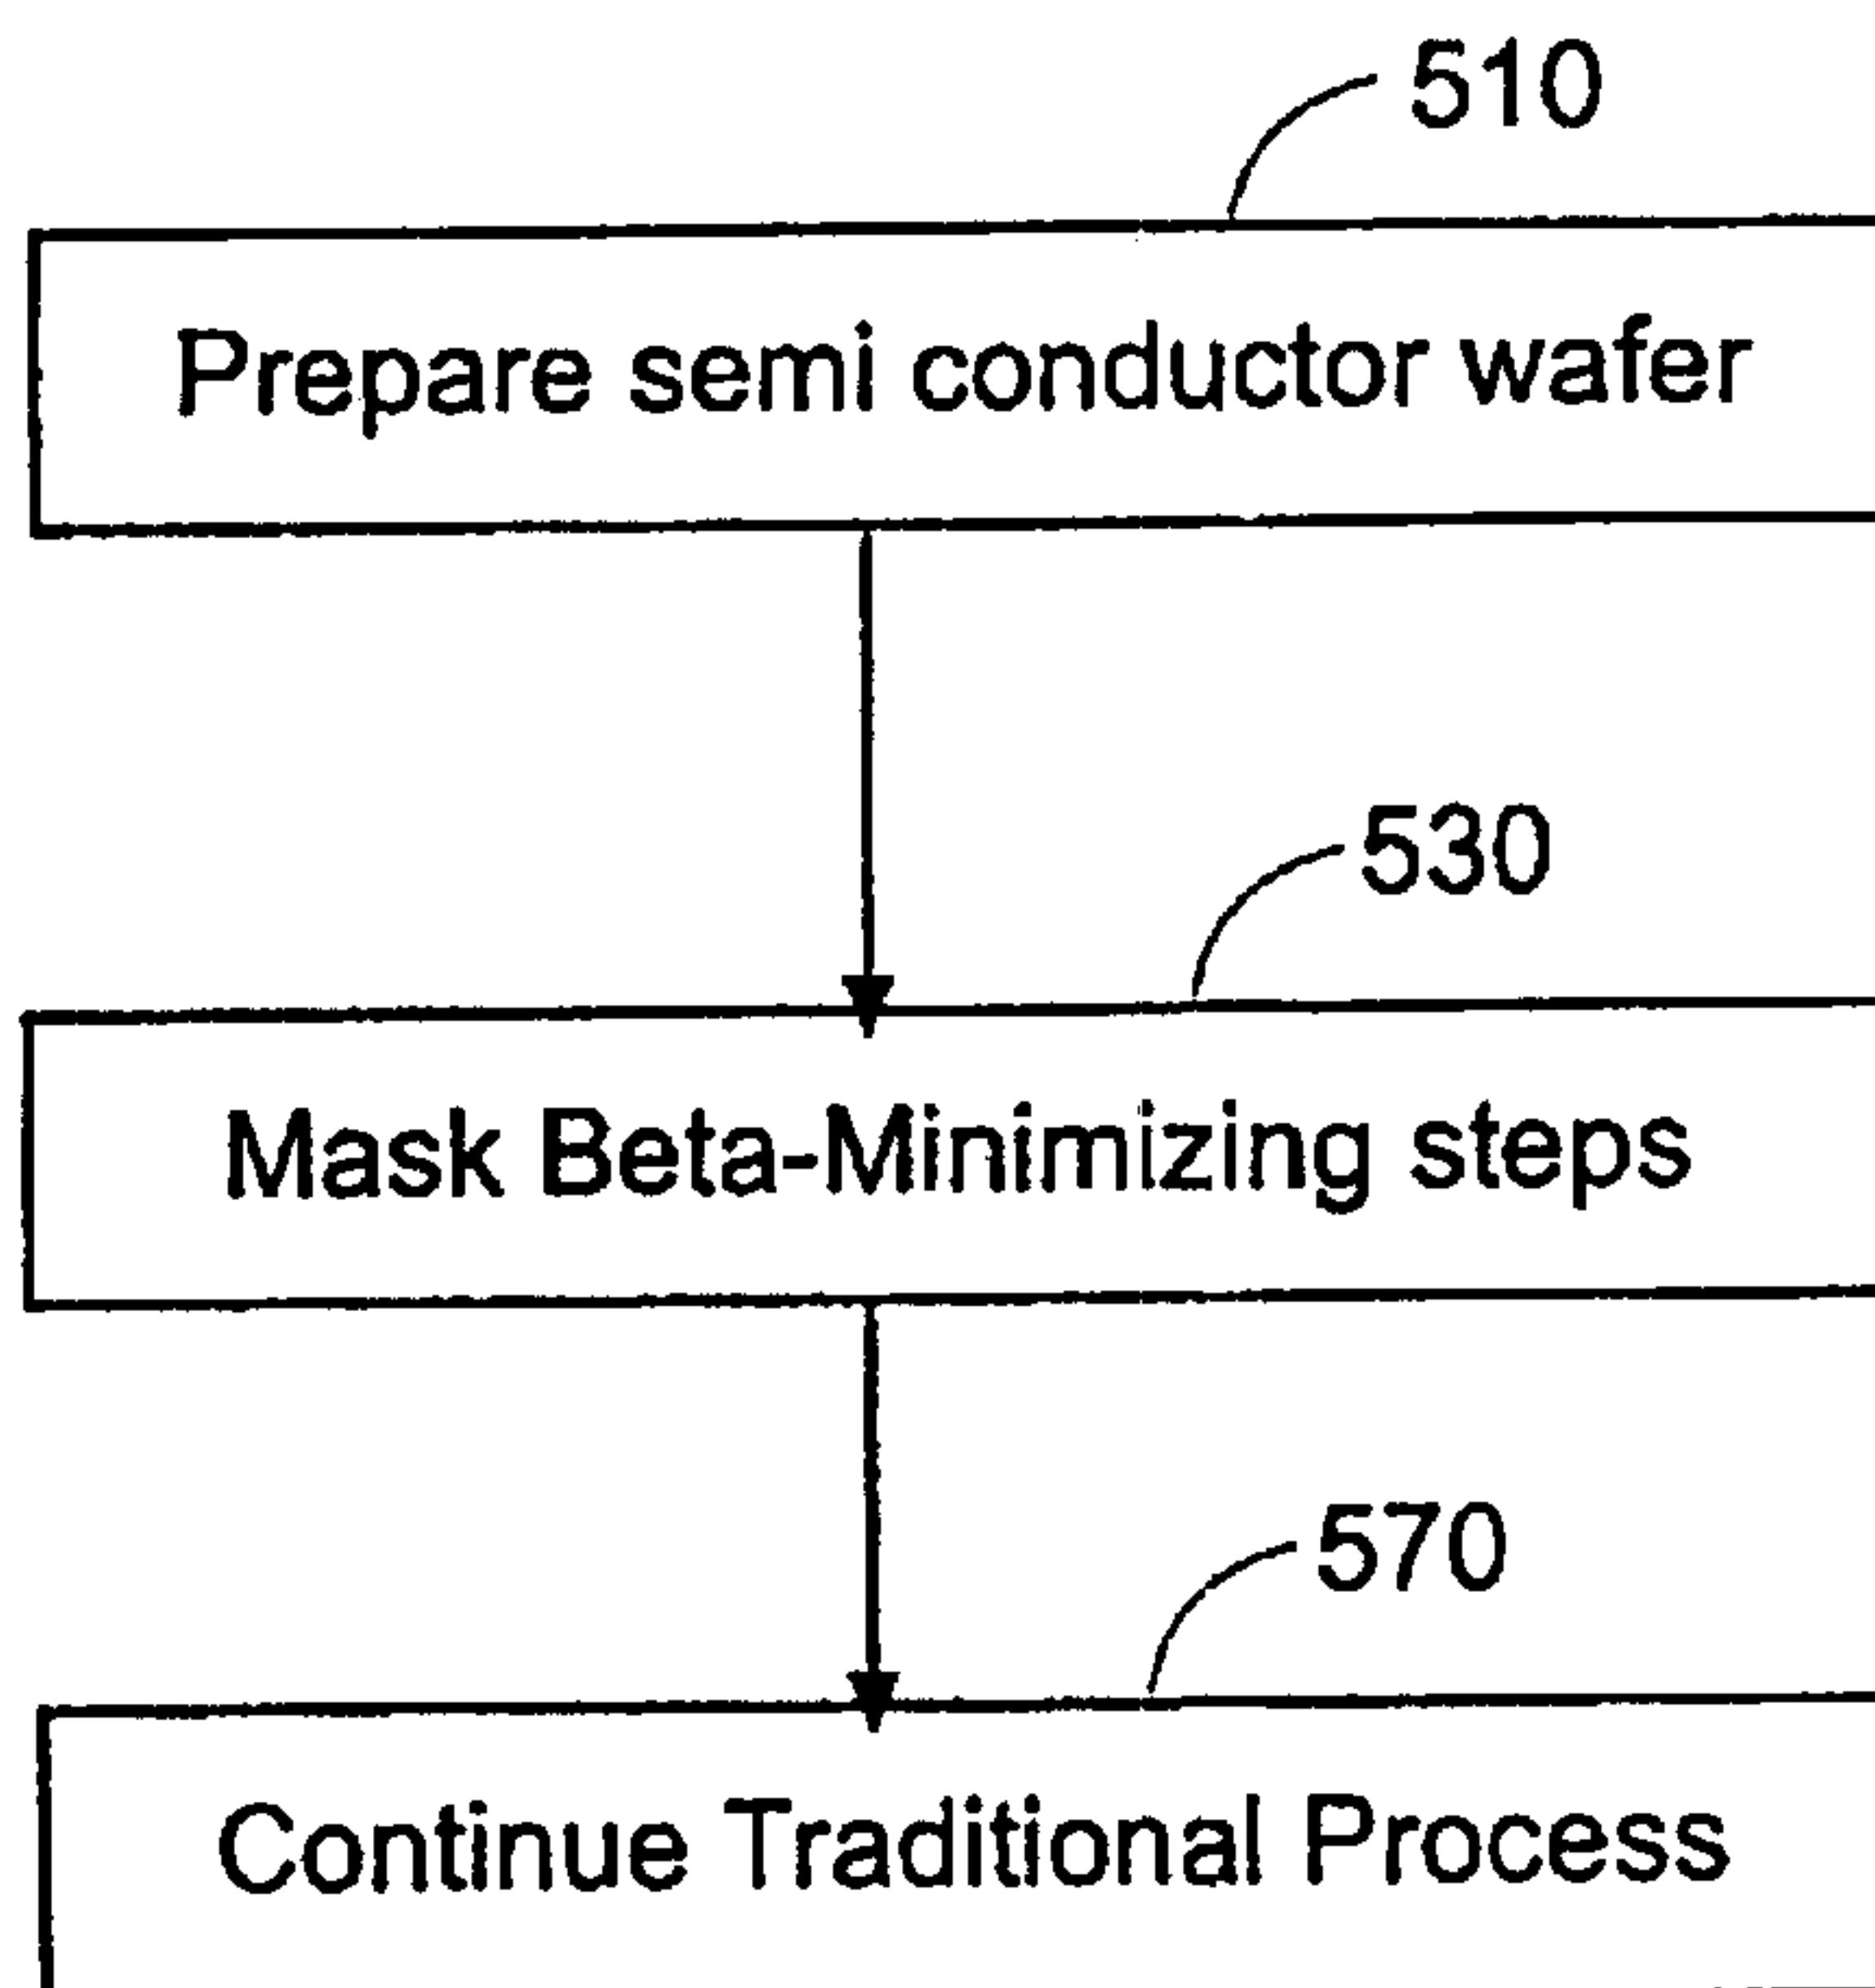 510
Prepare semi conductor wafer
530
Mask Beta-Minimizing steps
570
Continue Traditional Process